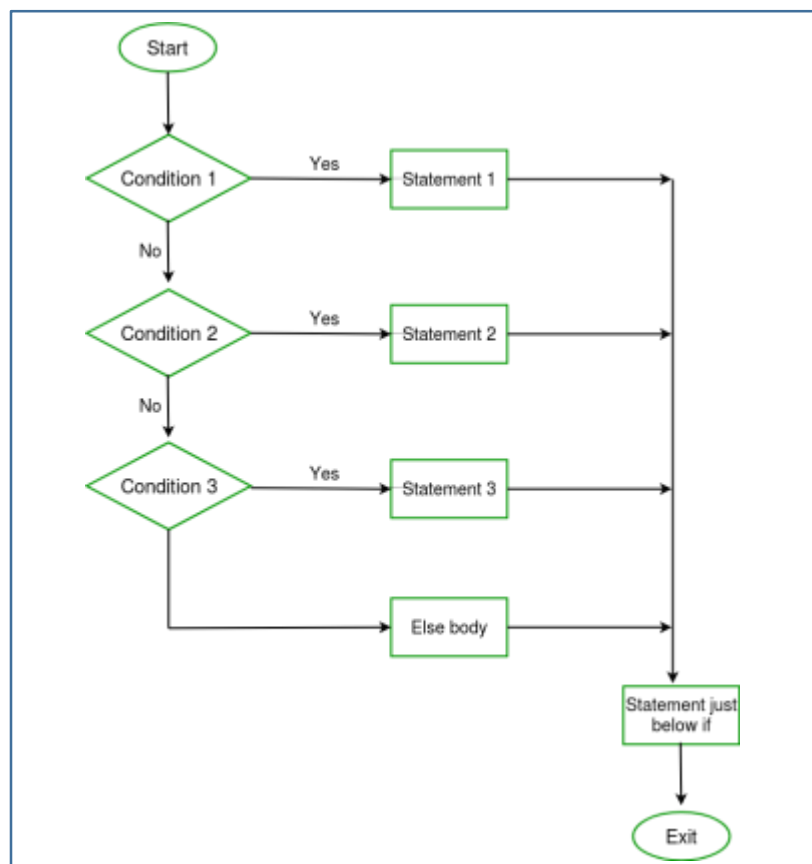 Start
Condition 1
Yes
Statement 1
No
Condition 2
Yes
Statement 2
No
Condition 3
Yes
Statement 3
Else body
Statement just
below if
Exit